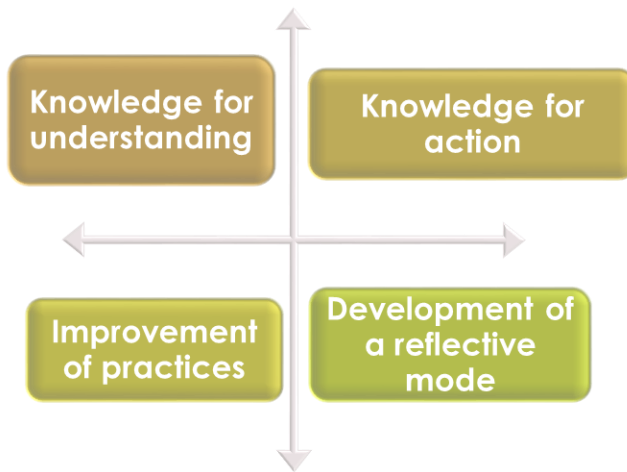 Knowledge for
understanding
Knowledge for
action
Improvement
of practices
Development of
a reflective
mode